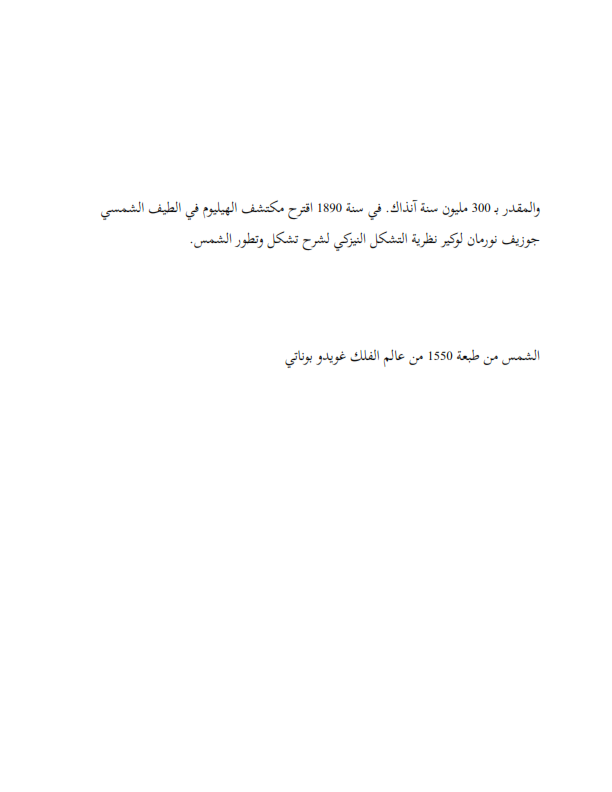 والمقدر بـ 300 مليون سنة آنذاك. في سنة 1890 اقترح مكتشف الهيليوم في الطيف الشمسي
جوزيف نورمان لوكير نظرية التشكل النيزكي لشرح تشكل وتطور الشمس.
الشمس من طبعة 1550 من عالم الفلك غويدو بوناتي